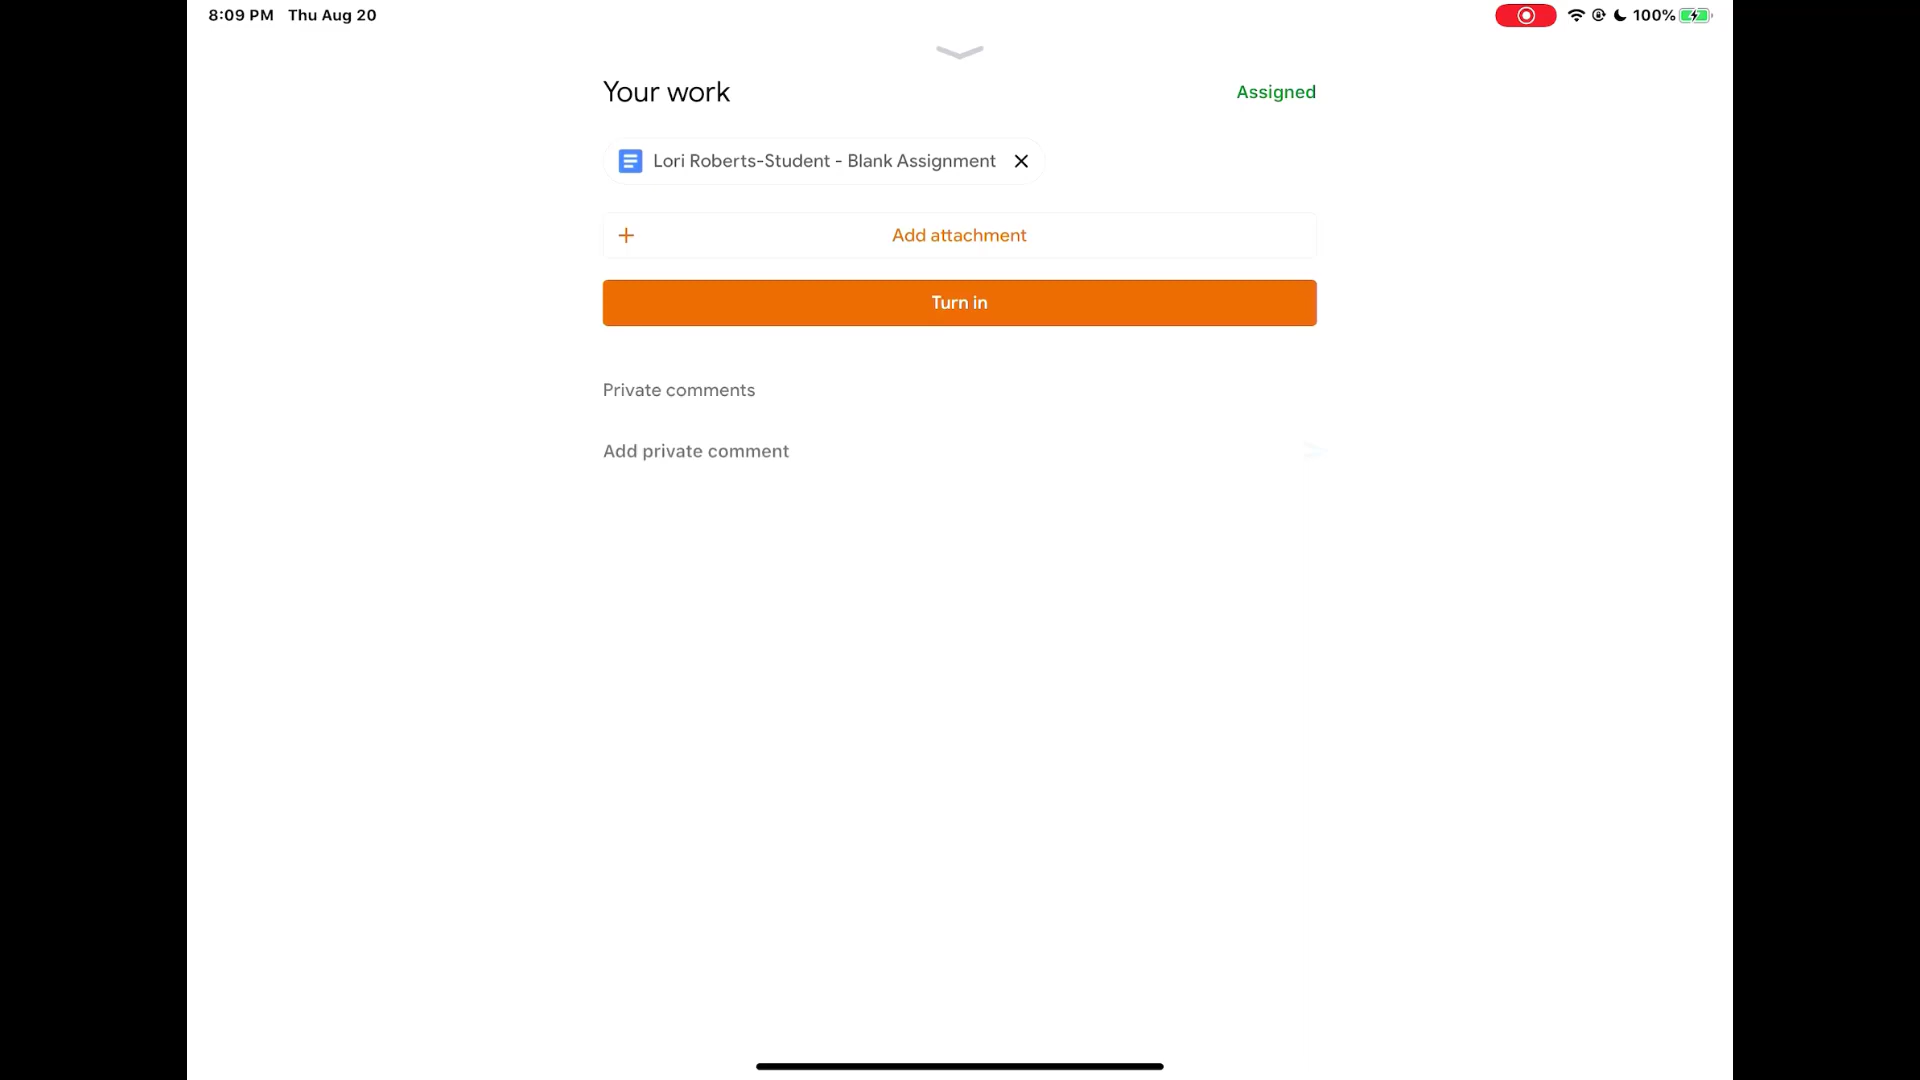 8:09 PM Thu Aug 20
100%
Your work
Assigned
Lori Roberts-Student - Blank Assignment
Add attachment
Turn in
Private comments
Add private comment